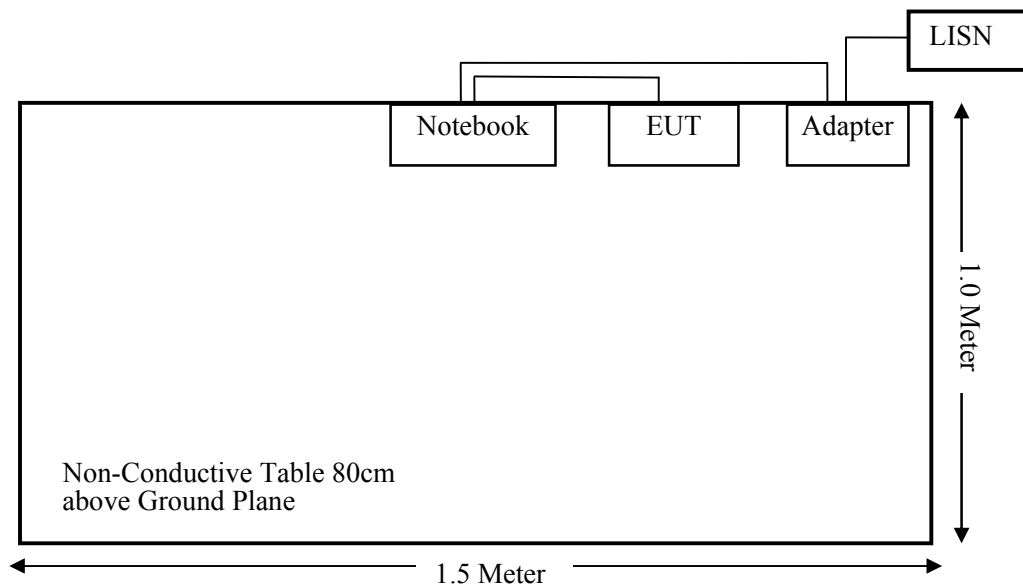 LISN
Notebook
EUT
Adapter
1.0 Meter
Non-Conductive Table 80cm
above Ground Plane
1.5 Meter